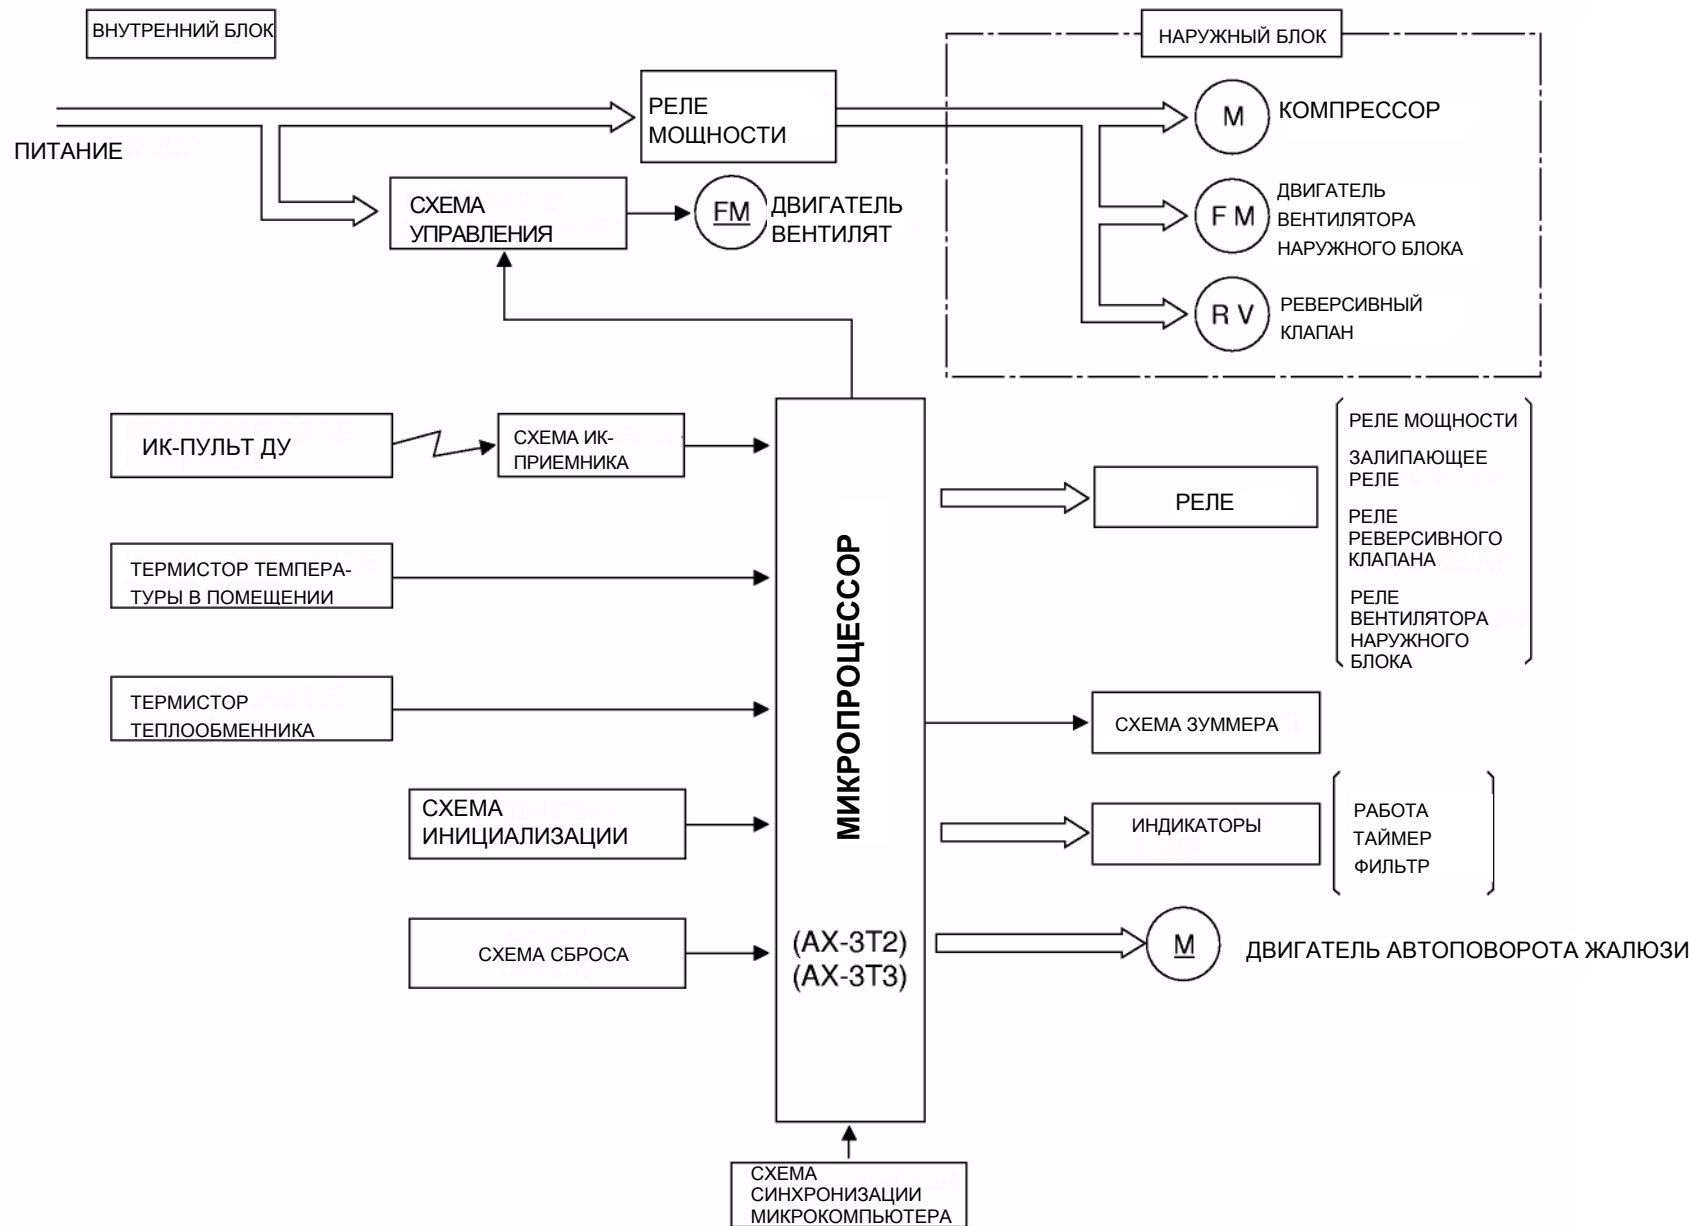 ВНУТРЕННИЙ БЛОК
НАРУЖНЫЙ БЛОК
ПИТАНИЕ
РЕЛЕ
МОЩНОСТИ
M
КОМПРЕССОР
СХЕМА
УПРАВЛЕНИЯ
FM
ДВИГАТЕЛЬ
ВЕНТИЛЯТ
F M
ДВИГАТЕЛЬ
ВЕНТИЛЯТОРА
НАРУЖНОГО БЛОКА
R V
РЕВЕРСИВНЫЙ
КЛАПАН
ИК-ПУЛЬТ ДУ
СХЕМА ИК-
ПРИЕМНИКА
ТЕРМИСТОР ТЕМПЕРА-
ТУРЫ В ПОМЕЩЕНИИ
ТЕРМИСТОР
ТЕПЛООБМЕННИКА
СХЕМА
ИНИЦИАЛИЗАЦИИ
СХЕМА СБРОСА
МИКРОПРОЦЕССОР
(AX-3T2)
(AX-3T3)
СХЕМА
СИНХРОНИЗАЦИИ
МИКРОКОМПЬЮТЕРА
РЕЛЕ
РЕЛЕ МОЩНОСТИ
ЗАЛИПАЮЩЕЕ
РЕЛЕ
РЕЛЕ
РЕВЕРСИВНОГО
КЛАПАНА
РЕЛЕ
ВЕНТИЛЯТОРА
НАРУЖНОГО
БЛОКА
СХЕМА ЗУММЕРА
ИНДИКАТОРЫ
РАБОТА
ТАЙМЕР
ФИЛЬТР
M
ДВИГАТЕЛЬ АВТОПОВОРОТА ЖАЛЮЗИ